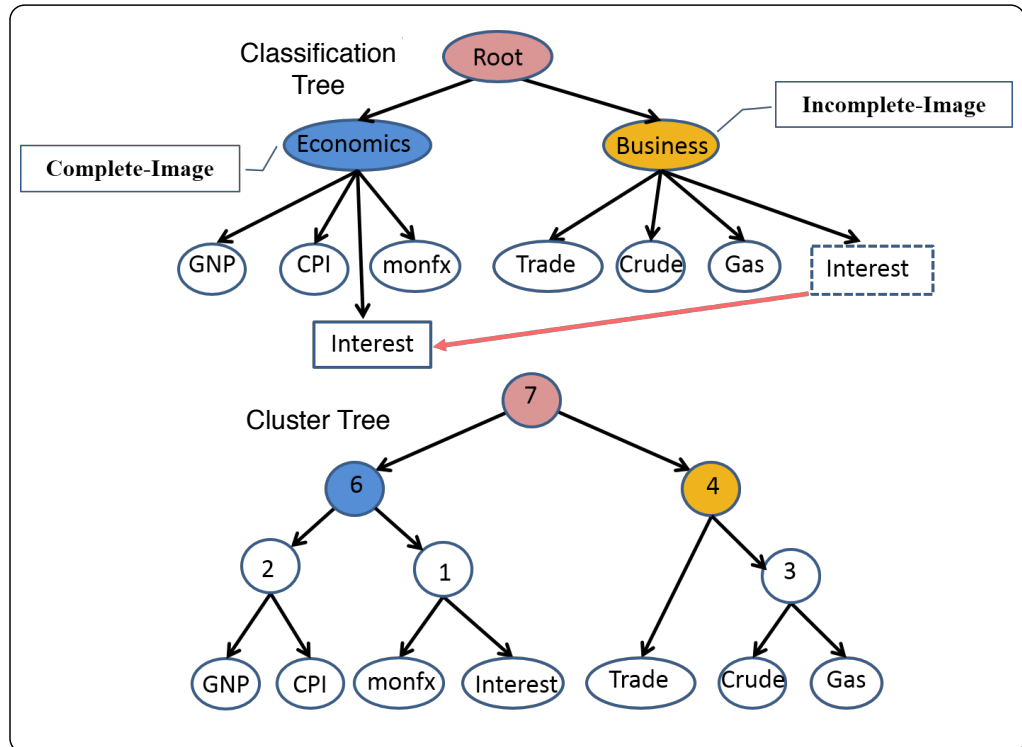 Classification
Tree
Root
Incomplete-Image
Economics
Business
Complete-Image
GNP
CPI
monfx
Trade
Crude
Gas
Interest
Interest
7
Cluster Tree
6
4
2
1
3
GNP
CPI
monfx
Interest
Trade
Crude
Gas